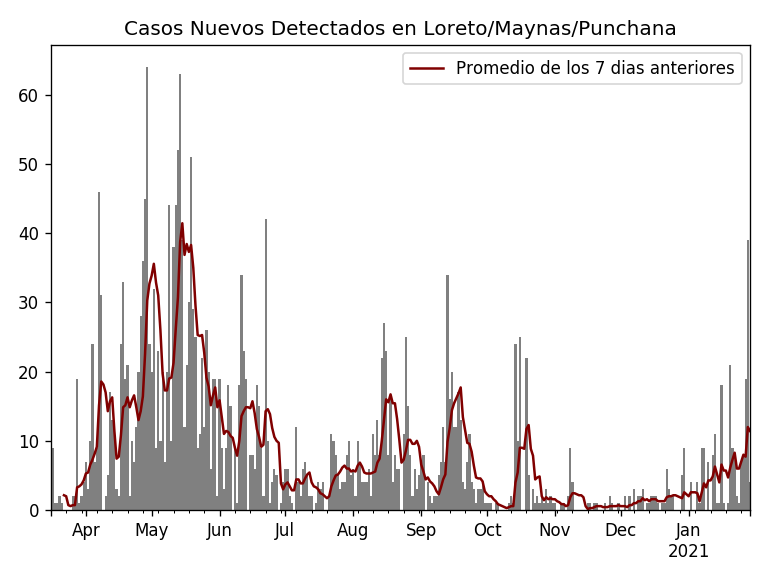 Casos Nuevos Detectados en Loreto/Maynas/Punchana
Promedio de los 7 dias anteriores
60
50
40
30
20
10
0
Apr May Jun Jul Aug Sep Oct Nov Dec Jan
2021